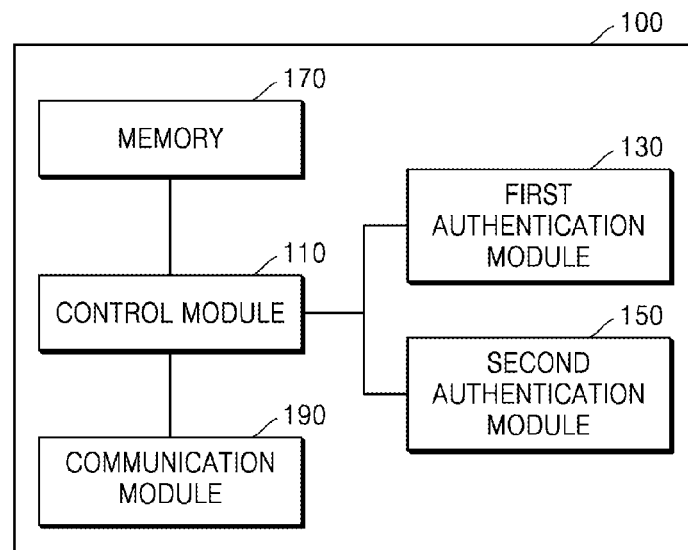 100
170
MEMORY
130
FIRST
AUTHENTICATION
MODULE
110
CONTROL MODULE
150
SECOND
AUTHENTICATION
MODULE
190
COMMUNICATION
MODULE